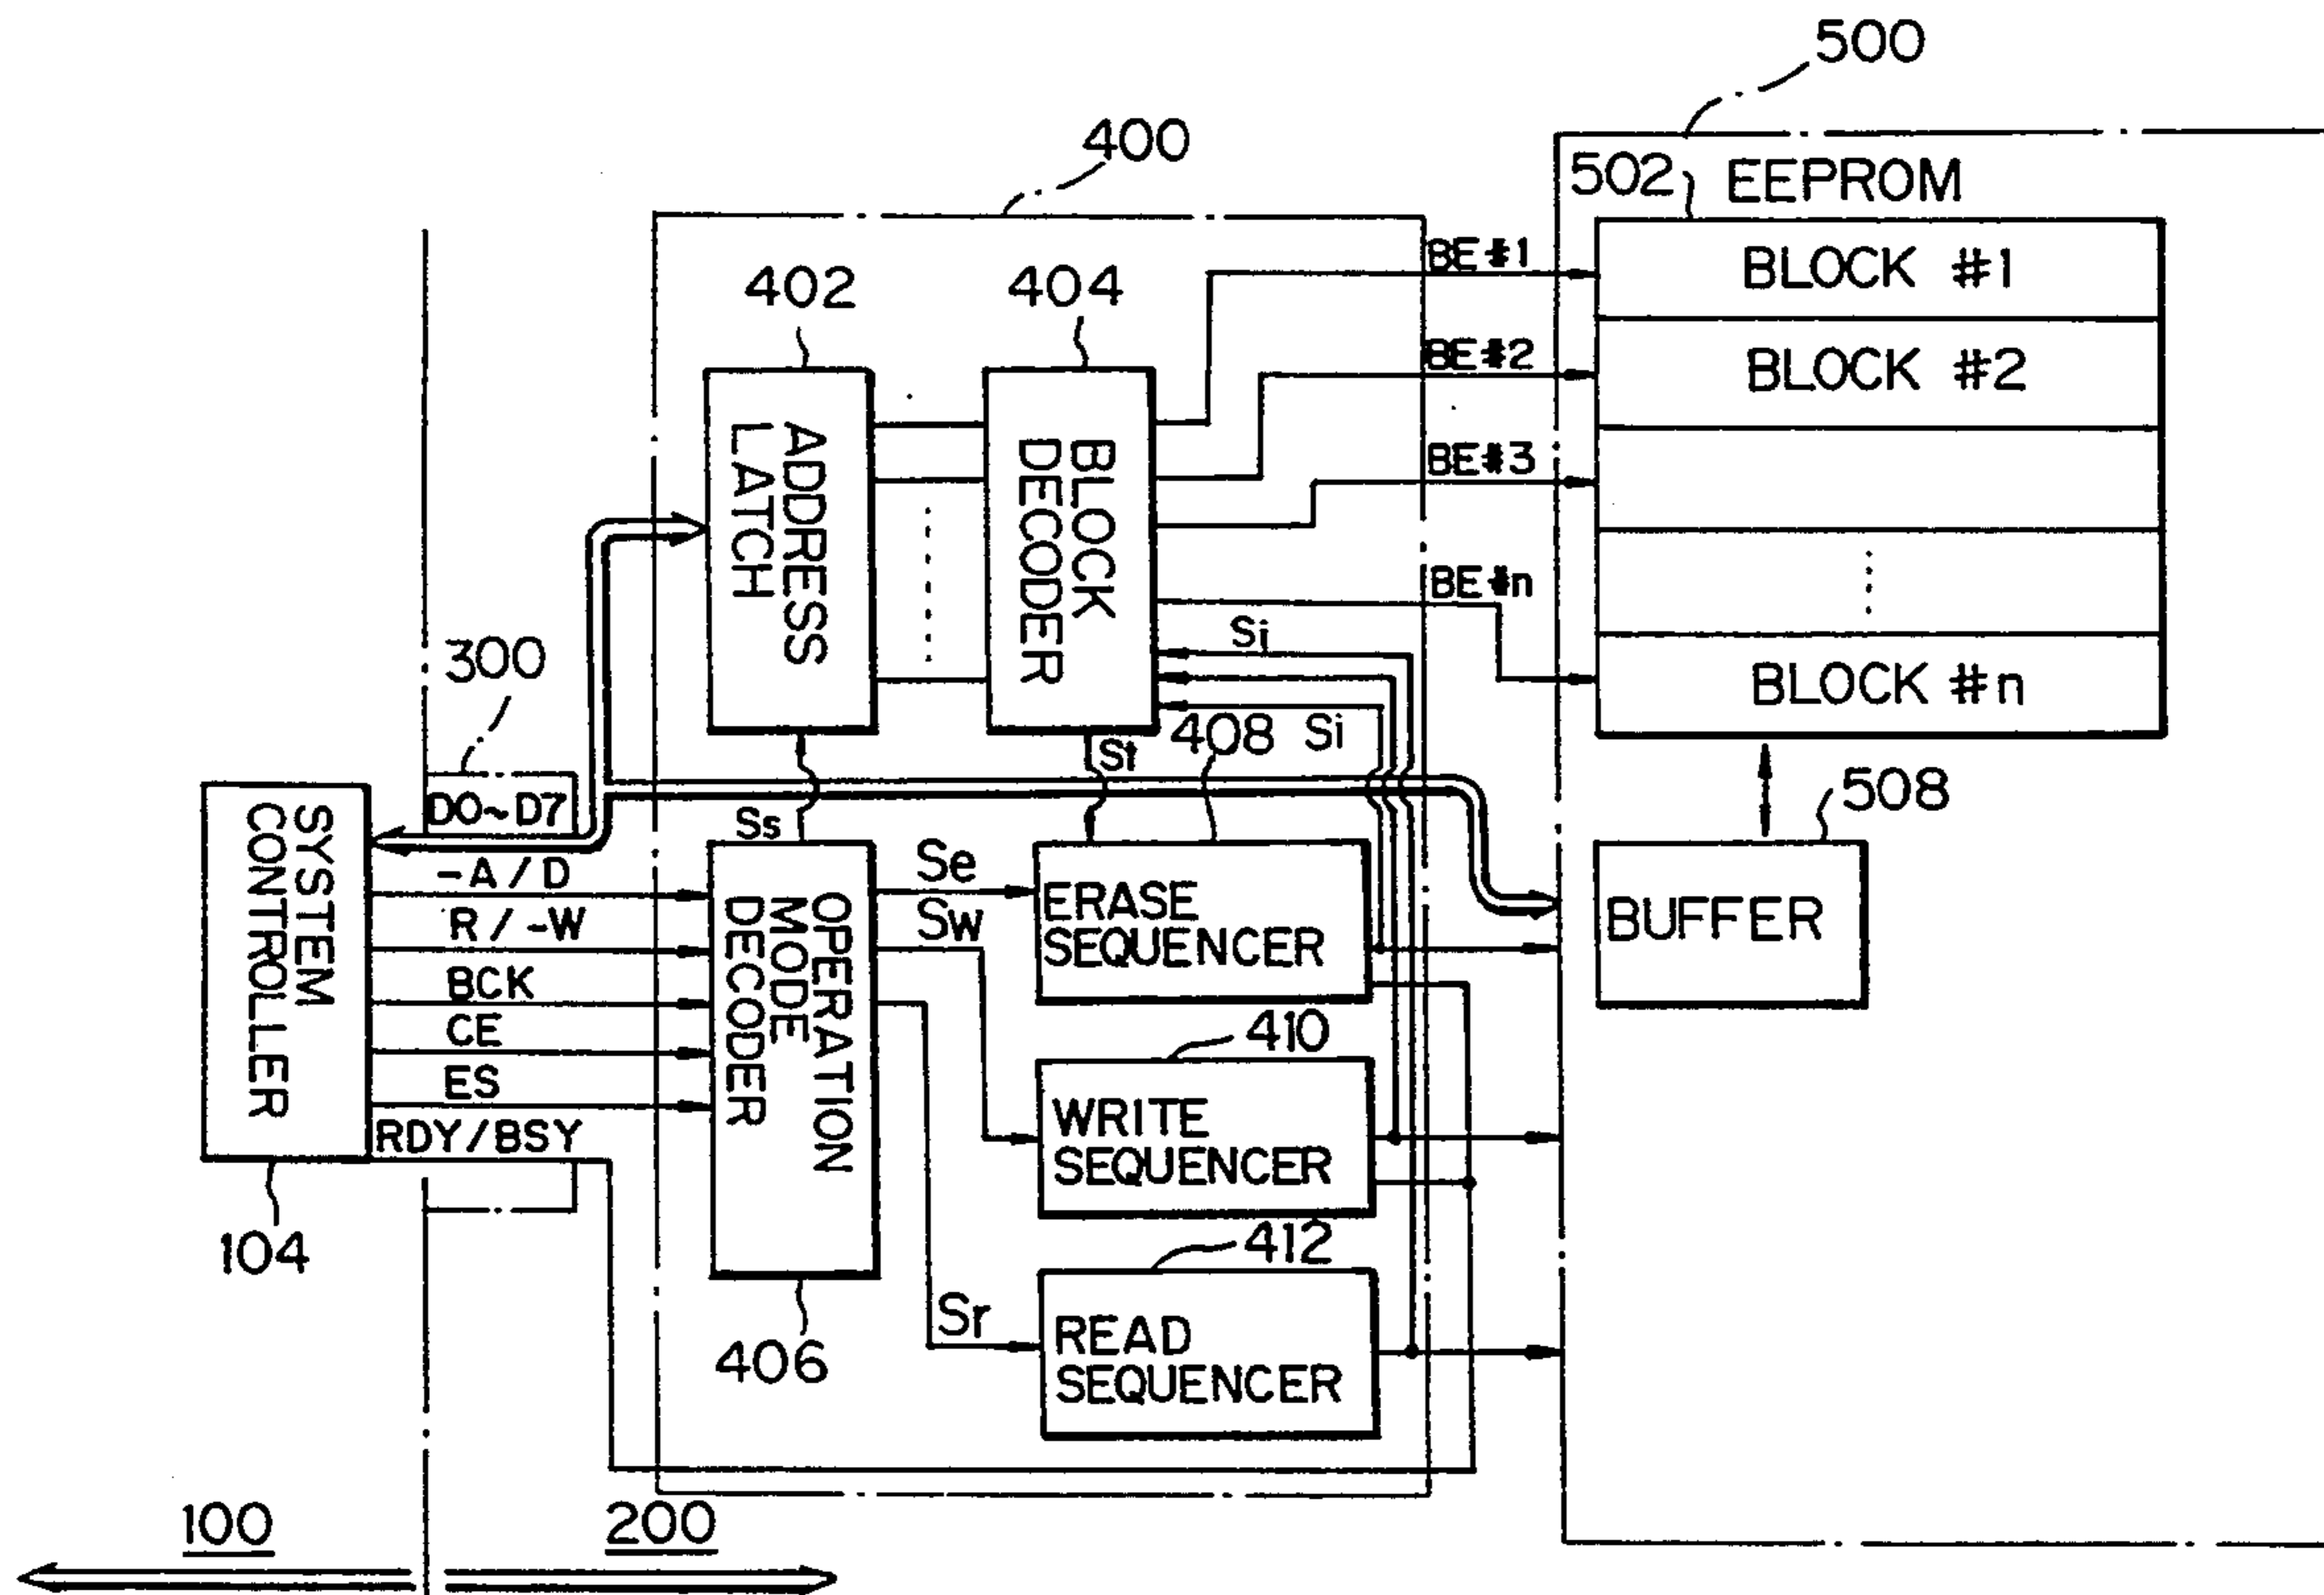 500
400
502
EEPROM
402
404
BE#1
BLOCK #1
BE#2
BLOCK #2
ADDRESS
LATCH
BLOCK
DECODER
BE#3
BE#n
Si
300
BLOCK #n
St
408
Si
D0~D7
Ss
508
SYSTEM
CONTROLLER
-A/D
R/-W
BCK
CE
ES
RDY/BSY
OPERATION
MODE
DECODER
Se
Sw
ERASE
SEQUENCER
BUFFER
410
WRITE
SEQUENCER
104
412
Sr
READ
SEQUENCER
406
100
200